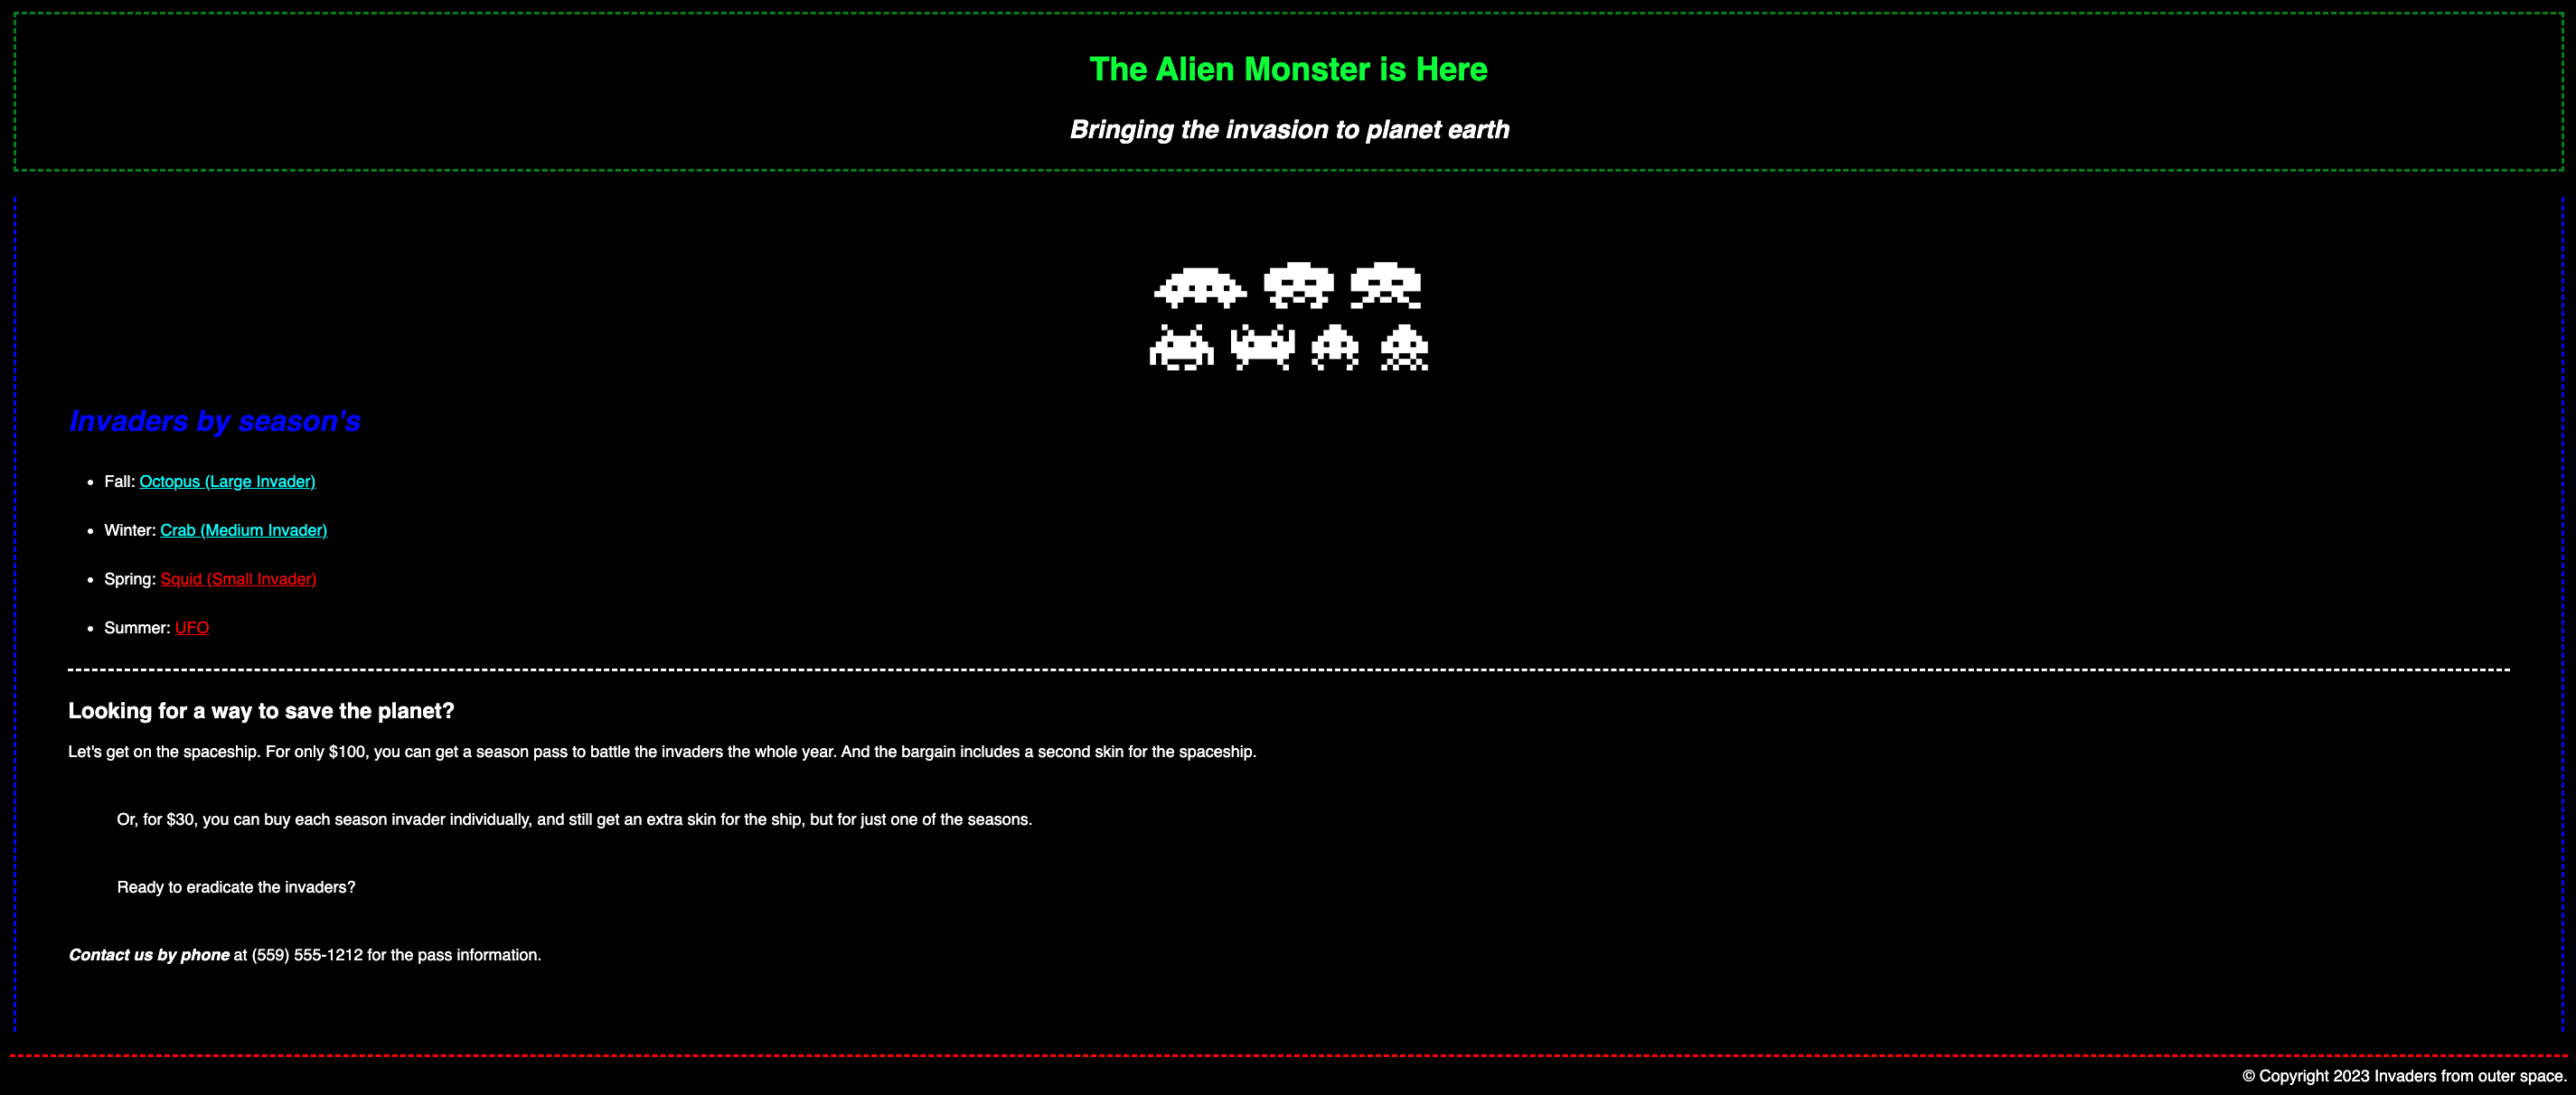 The Alien Monster is Here
Bringing the invasion to planet earth
Invaders by season's
• Fall: Octopus (Large Invader)
• Winter: Crab (Medium Invader)
• Spring: Squid (Small Invader)
• Summer: UFO
Looking for a way to save the planet?
Let's get on the spaceship. For only $100, you can get a season pass to battle the invaders the whole year. And the bargain includes a second skin for the spaceship.
Or, for $30, you can buy each season invader individually, and still get an extra skin for the ship, but for just one of the seasons.
Ready to eradicate the invaders?
Contact us by phone at (559) 555-1212 for the pass information.
© Copyright 2023 Invaders from outer space.